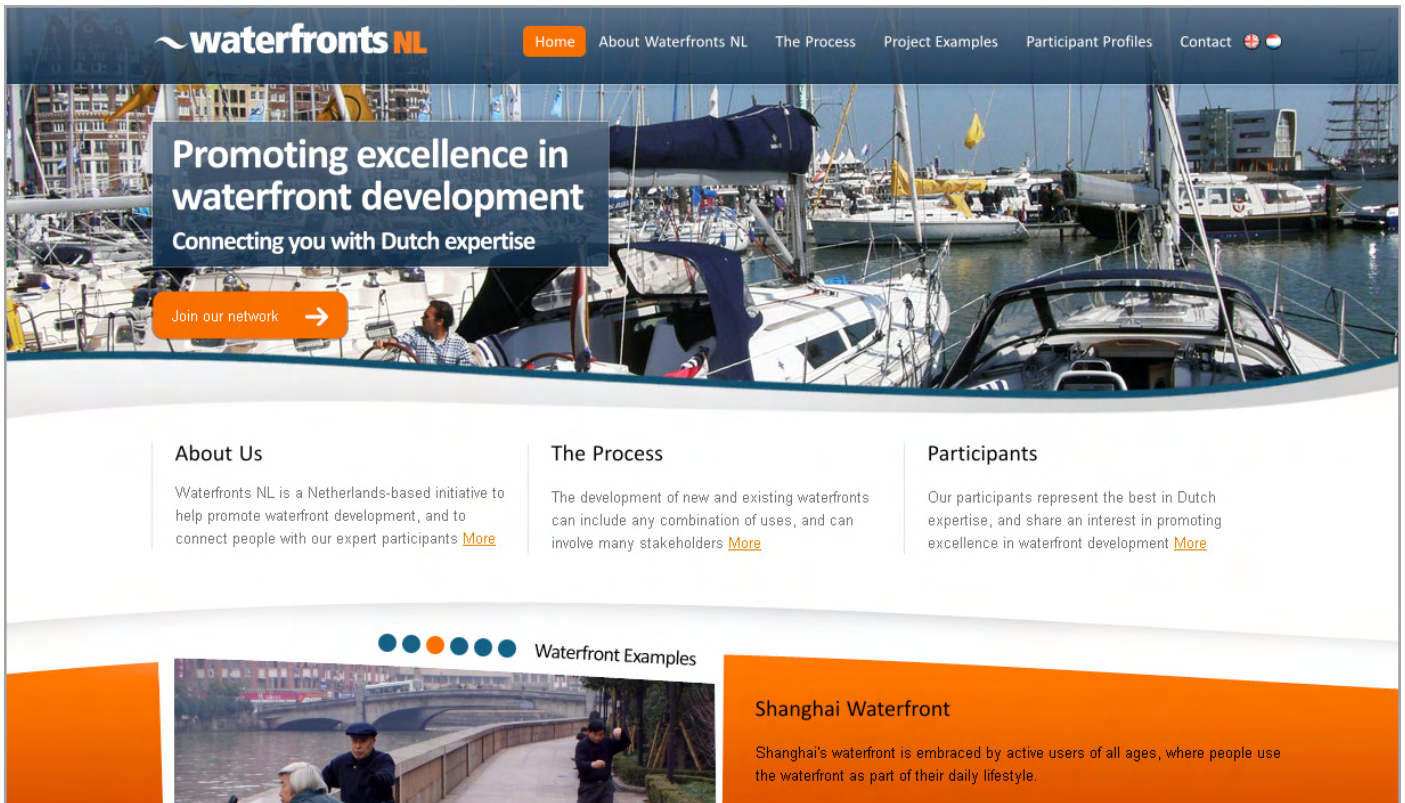 waterfronts NL
Home About Waterfronts NL The Process Project Examples Participant Profiles Contact
Promoting excellence in
waterfront development
Connecting you with Dutch expertise
Join our network
About Us
Waterfronts NL is a Netherlands-based initiative to
help promote waterfront development, and to
connect people with our expert participants More
The Process
The development of new and existing waterfronts
can include any combination of uses, and can
involve many stakeholders More
Participants
Our participants represent the best in Dutch
expertise, and share an interest in promoting
excellence in waterfront development More
Waterfront Examples
Shanghai Waterfront
Shanghai's waterfront is embraced by active users of all ages, where people use
the waterfront as part of their daily lifestyle.